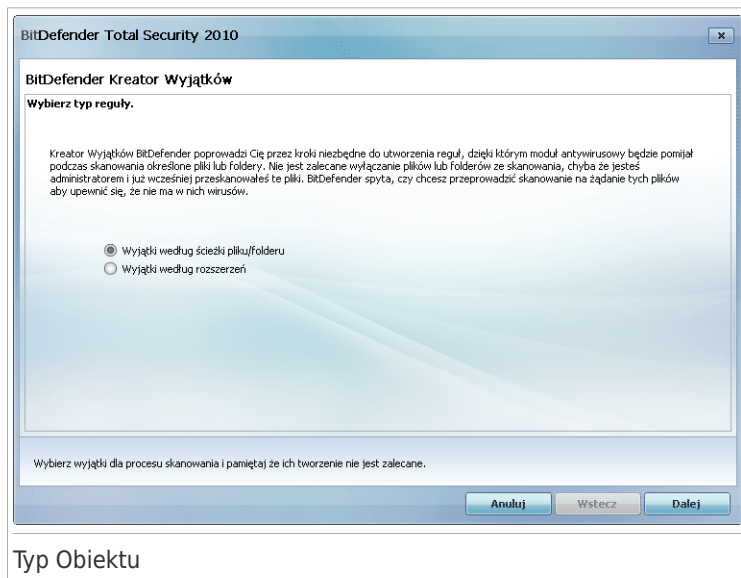 BitDefender Total Security 2010
x
BitDefender Kreator Wyjątków
Wybierz typ reguły.
Kreator Wyjątków BitDefender poprowadzi Cię przez kroki niezbędne do utworzenia reguł, dzięki którym moduł antywirusowy będzie pomijał
podczas skanowania określone pliki lub foldery. Nie jest zalecane wyłączanie plików lub folderów ze skanowania, chyba że jesteś
administratorem i już wcześniej przeskanowałeś te pliki. BitDefender spyta, czy chcesz przeprowadzić skanowanie na żądanie tych plików
aby upewnić się, że nie ma w nich wirusów.
Wyjątki według ścieżki pliku/folderu
Wyjątki według rozszerzeń
Wybierz wyjątki dla procesu skanowania i pamiętaj że ich tworzenie nie jest zalecane.
Anuluj Wstecz Dalej
Typ Obiektu